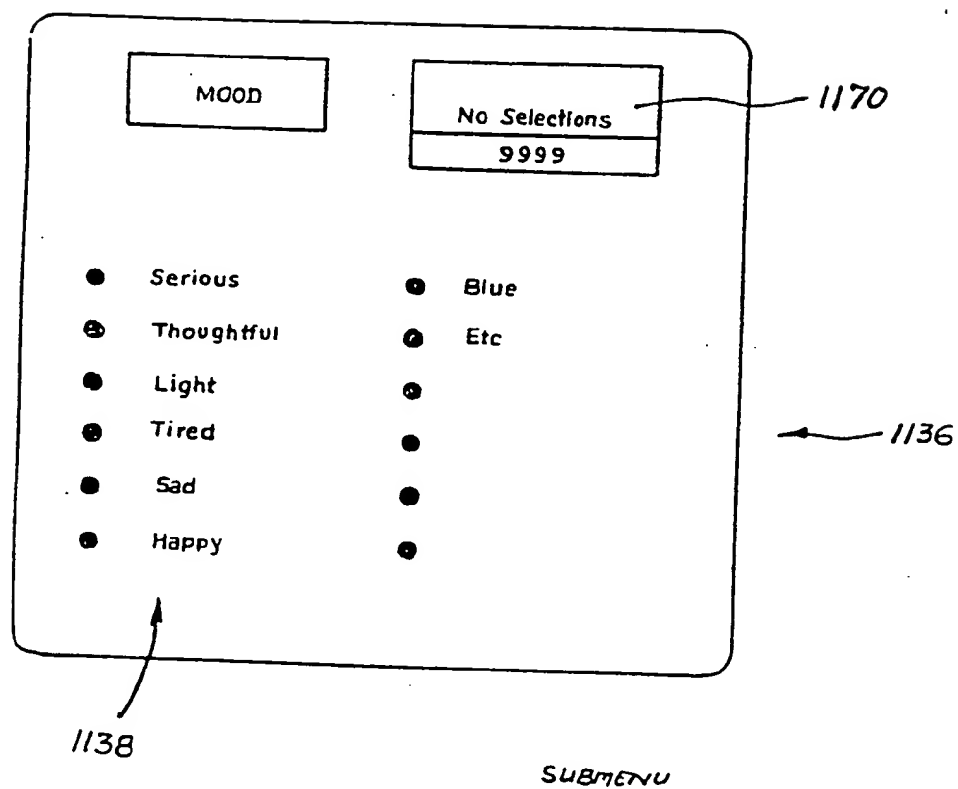 MOOD
No Selections
9999
1170
Serious
Thoughtful
Light
Tired
Sad
Happy
Blue
Etc
1136
1138
SUBMENU